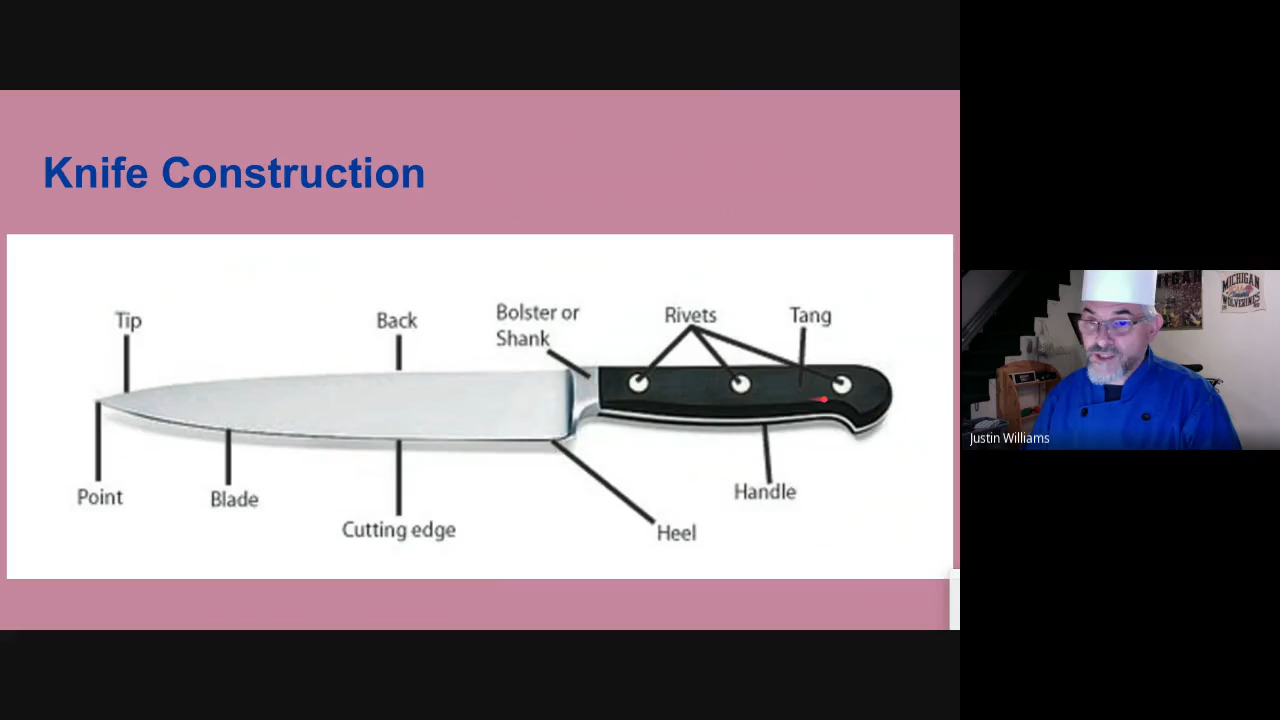 Knife Construction
Tip
Back
Bolster or
Shank
Rivets
Tang
Point
Blade
Cutting edge
Heel
Handle
MICHIGAN
WOLVERINES
Justin Williams